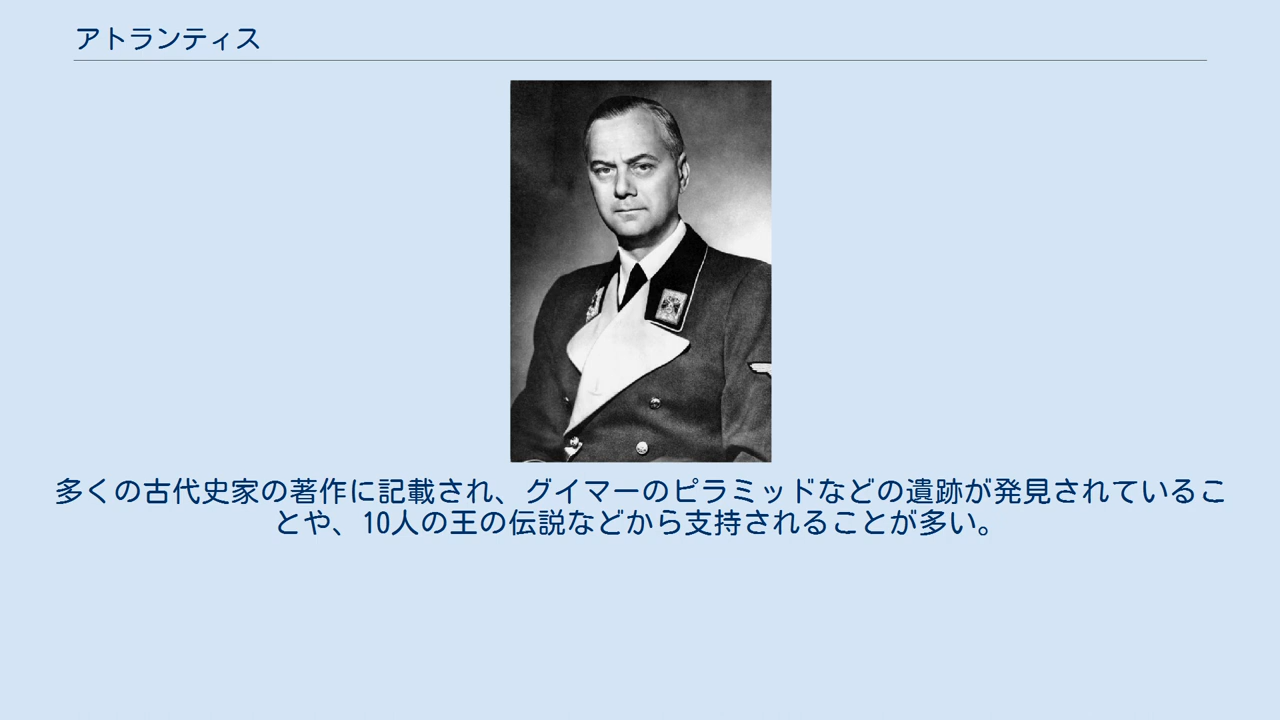 アトランティス
多くの古代史家の著作に記載され、グイマーのピラミッドなどの遺跡が発見されているこ
とや、10人の王の伝説などから支持されることが多い。